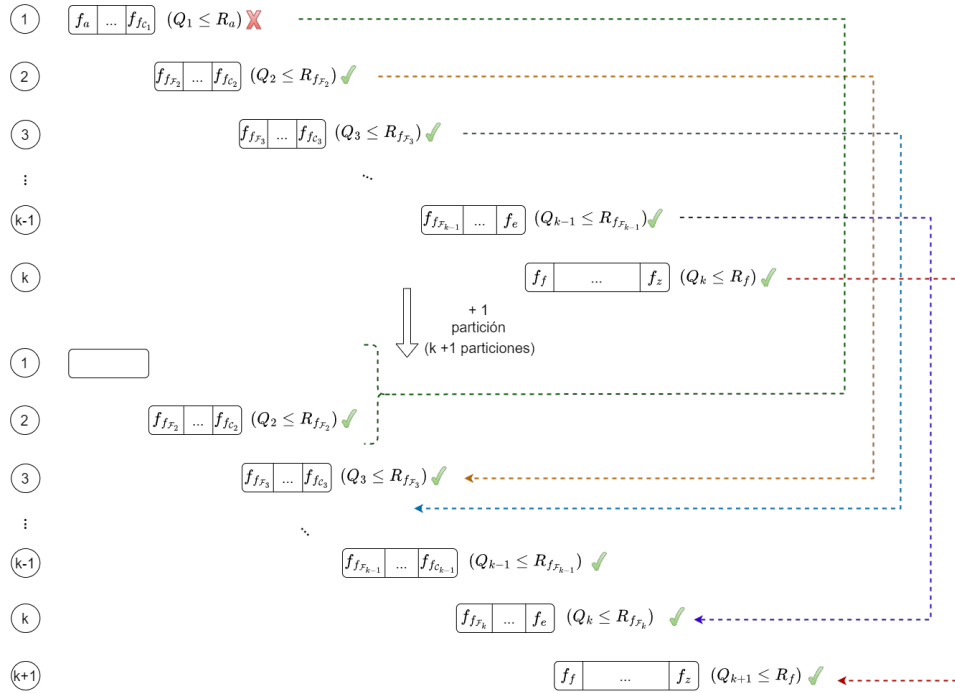 1 f_a ... f_{f_{C_1}} (Q_1 ≤ R_a)
2 f_{f_{F_2}} ... f_{f_{C_2}} (Q_2 ≤ R_{f_{F_2}})
3 f_{f_{F_3}} ... f_{f_{C_3}} (Q_3 ≤ R_{f_{F_3}})
⋮ ⋱
k-1 f_{f_{F_{k-1}}} ... f_e (Q_{k-1} ≤ R_{f_{F_{k-1}}})
k f_f ... f_z (Q_k ≤ R_f)
+ 1
partición
(k +1 particiones)
1
2 f_{f_{F_2}} ... f_{f_{C_2}} (Q_2 ≤ R_{f_{F_2}})
3 f_{f_{F_3}} ... f_{f_{C_3}} (Q_3 ≤ R_{f_{F_3}})
⋮ ⋱
k-1 f_{f_{F_{k-1}}} ... f_{f_{C_{k-1}}} (Q_{k-1} ≤ R_{f_{F_{k-1}}})
k f_{f_{F_k}} ... f_e (Q_k ≤ R_{f_{F_k}})
k+1 f_f ... f_z (Q_{k+1} ≤ R_f)